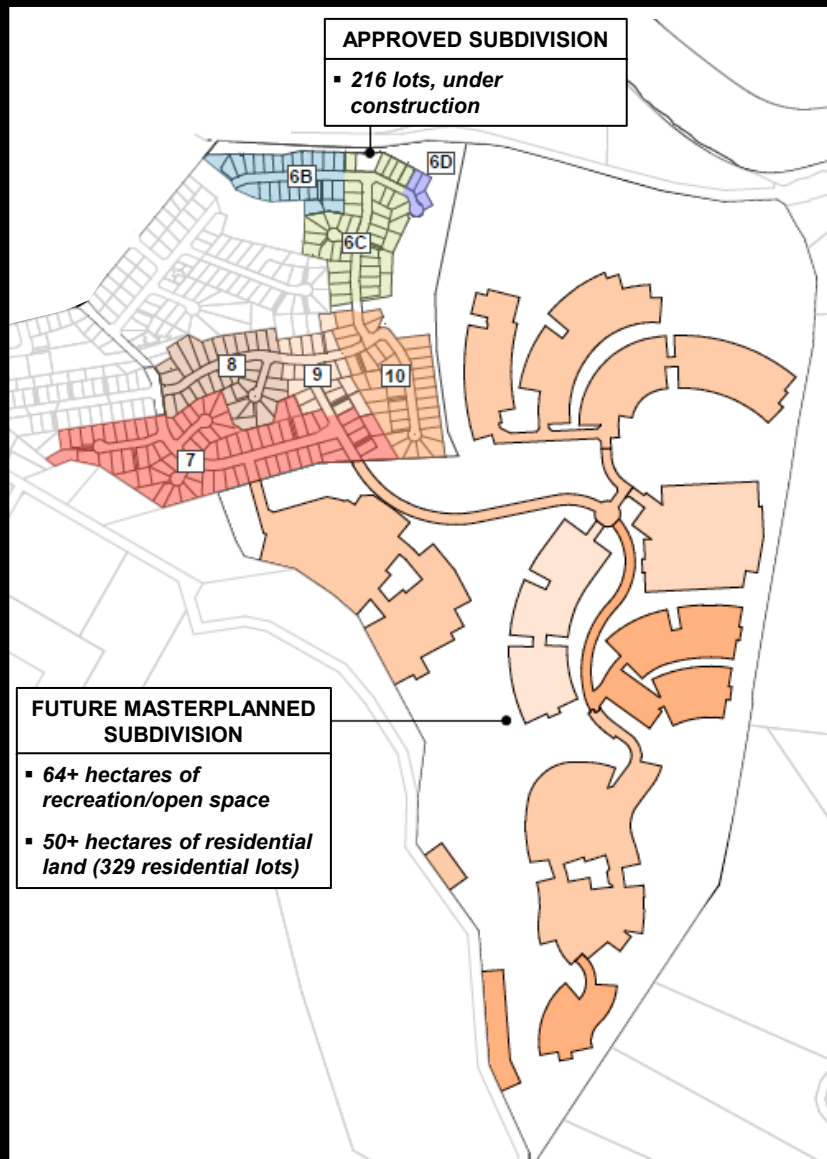 APPROVED SUBDIVISION
▪ 216 lots, under
construction
6B
6D
6C
8
9
10
7
FUTURE MASTERPLANNED
SUBDIVISION
▪ 64+ hectares of
recreation/open space
▪ 50+ hectares of residential
land (329 residential lots)